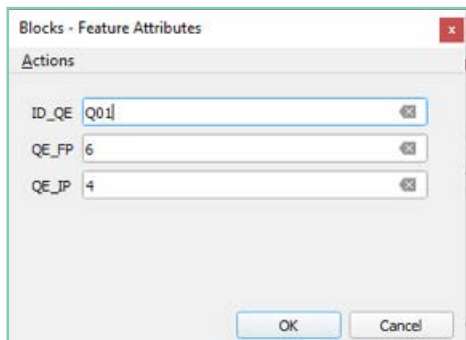 Blocks - Feature Attributes
Actions
ID_QE Q01
QE_FP 6
QE_IP 4
OK Cancel